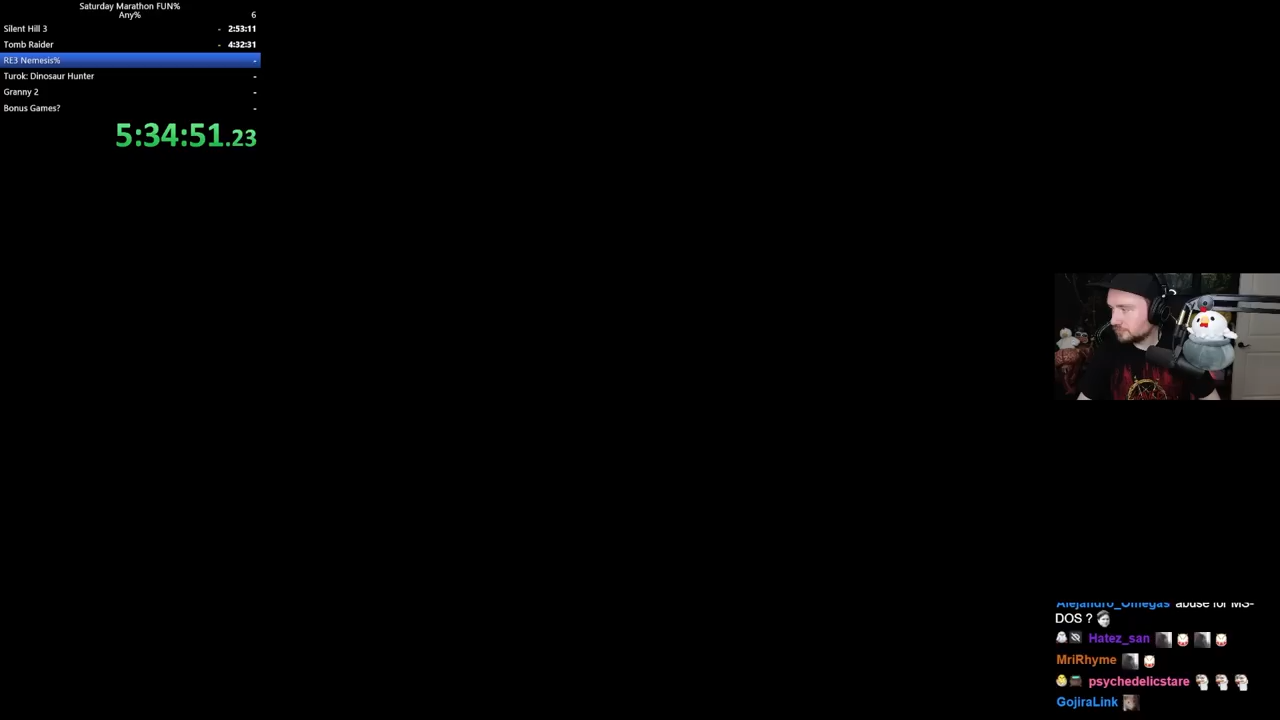 Saturday Marathon FUN%
Any% 6
Silent Hill 3 - 2:53:11
Tomb Raider - 4:32:31
RE3 Nemesis% -
Turok: Dinosaur Hunter -
Granny 2 -
Bonus Games? -
5:34:51.23
Alejandro_Omegas abuse for MS-
DOS ?
Hatez_san
MriRhyme
psychedelicstare
GojiraLink